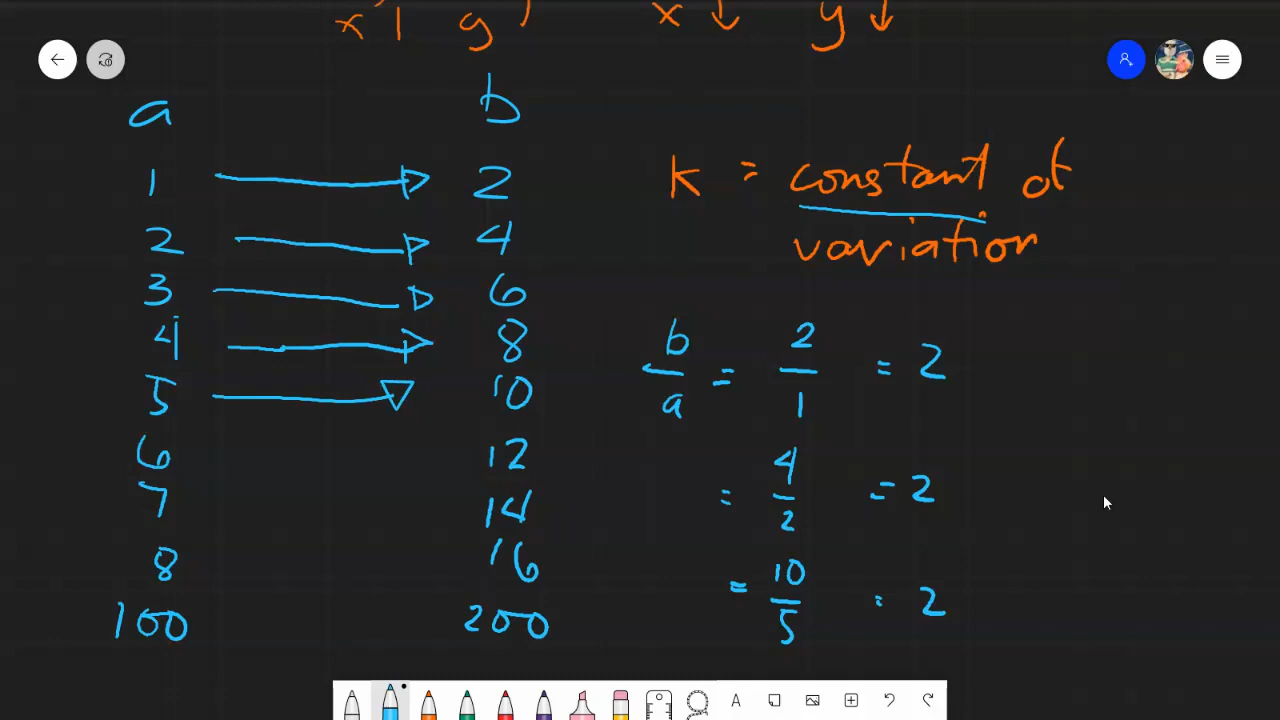 x y x ↓ y ↓
a b
1 → 2
2 → 4
3 → 6
4 → 8
5 → 10
6 12
7 14
8 16
100 200
K = constant of
variation
b/a = 2/1 = 2
= 4/2 = 2
= 10/5 = 2
A